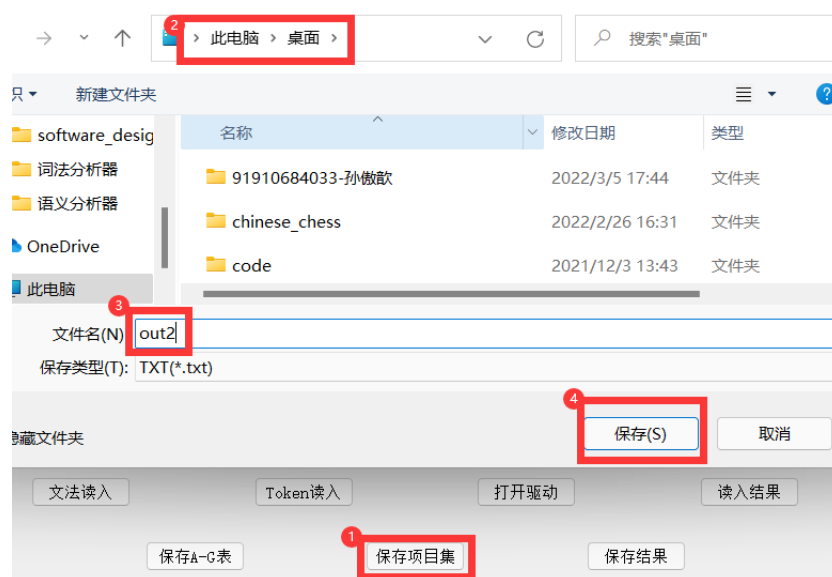 2
此电脑 › 桌面 ›
搜索"桌面"
新建文件夹
?
名称 修改日期 类型
software_desig
词法分析器
语义分析器
OneDrive
此电脑
91910684033-孙傲歆 2022/3/5 17:44 文件夹
chinese_chess 2022/2/26 16:31 文件夹
code 2021/12/3 13:43 文件夹
3
文件名(N) out2
保存类型(T): TXT(*.txt)
4
藏文件夹 保存(S) 取消
文法读入 Token读入 打开驱动 读入结果
1
保存A-G表 保存项目集 保存结果